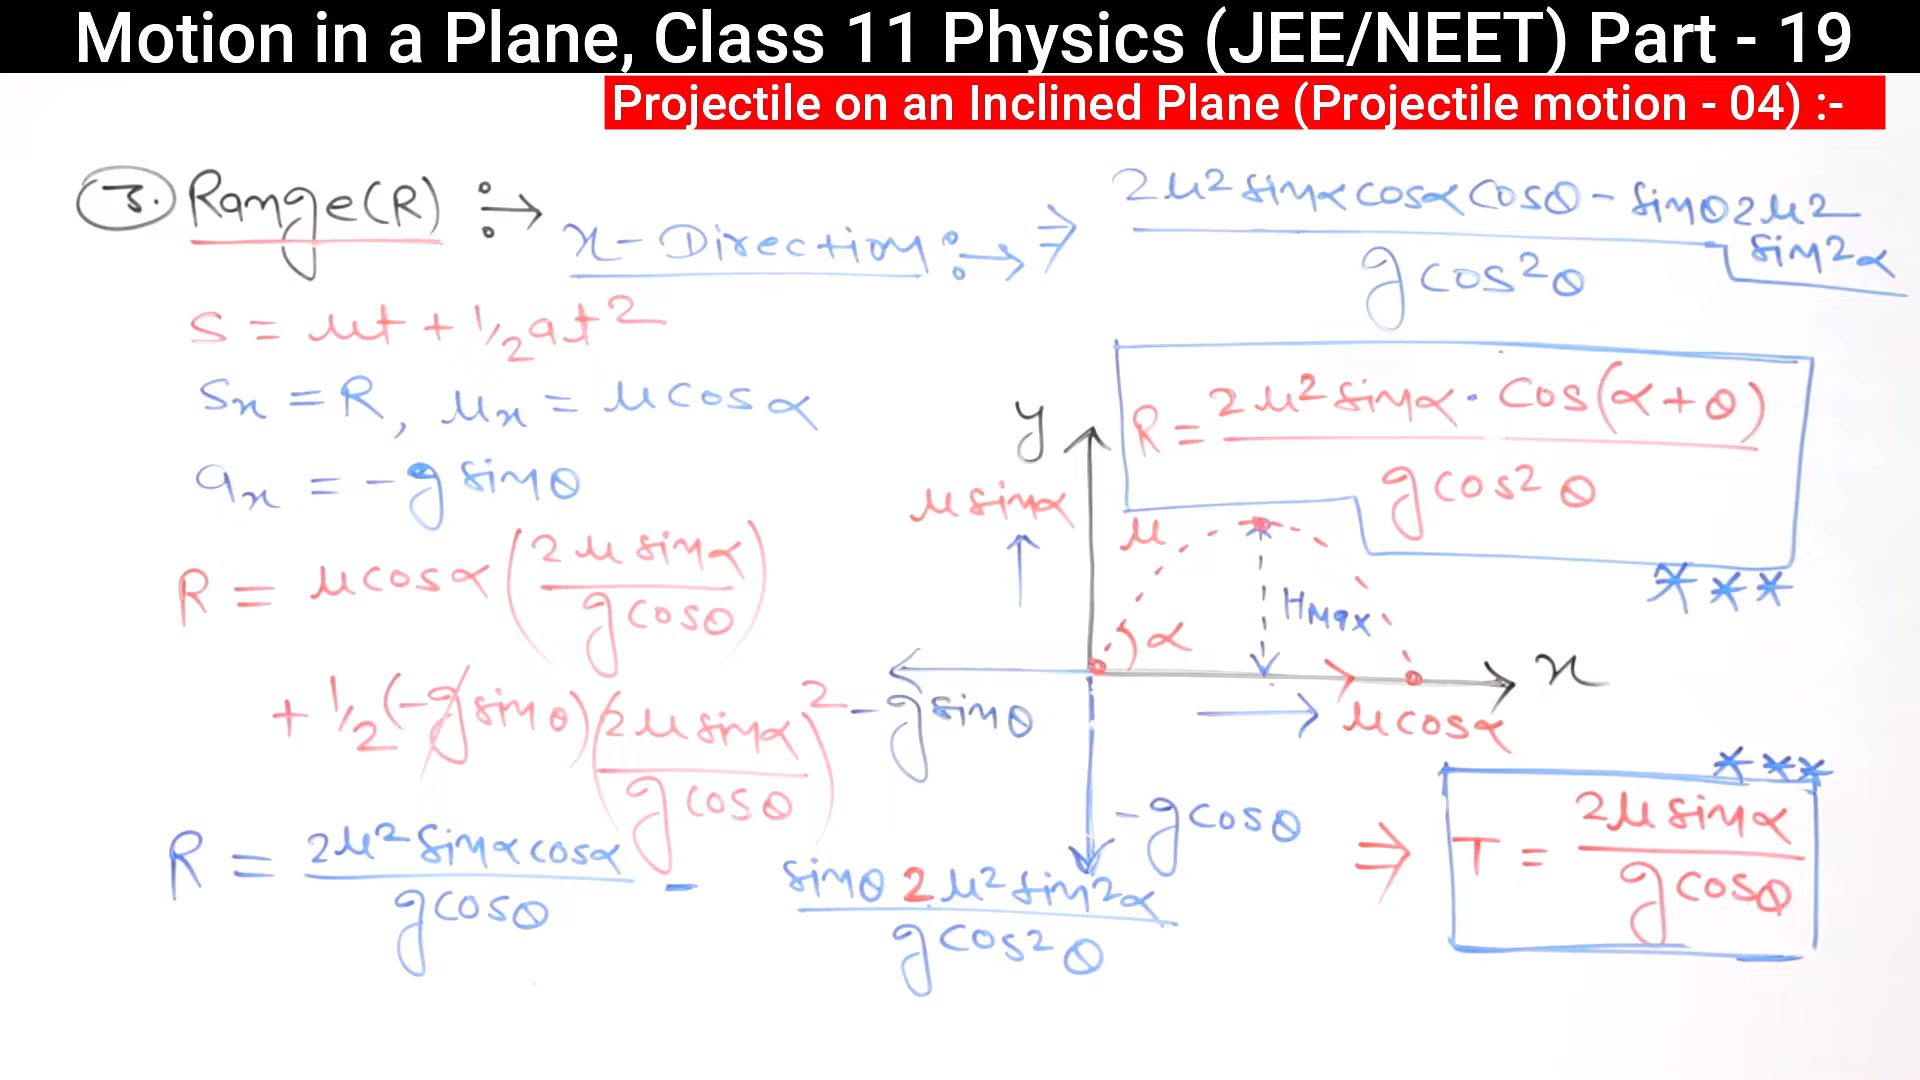 Motion in a Plane, Class 11 Physics (JEE/NEET) Part - 19
Projectile on an Inclined Plane (Projectile motion - 04) :-
3. Range(R) :→
x-Direction :→
S = ut + 1/2at²
Sx = R, ux = u cosα
ax = -g sinθ
R = u cosα (2u sinα / g cosθ)
+ 1/2 (-g sinθ) (2u sinα / g cosθ)²
R = 2u² sinα cosα / g cosθ - sinθ 2u² sin²α / g cos²θ
⇒ 2u² sinα cosα cosθ - sinθ 2u² sin²α / g cos²θ
R = 2u² sinα · cos(α+θ) / g cos²θ
***
y
u sinα
u
HMax
α
x
-g sinθ
u cosα
-g cosθ
***
⇒ T = 2u sinα / g cosθ